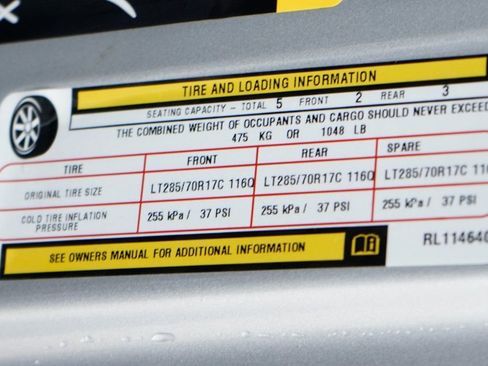 TIRE AND LOADING INFORMATION
SEATING CAPACITY - TOTAL 5 FRONT 2 REAR 3
THE COMBINED WEIGHT OF OCCUPANTS AND CARGO SHOULD NEVER EXCEED
475 KG OR 1048 LB
TIRE FRONT REAR SPARE
ORIGINAL TIRE SIZE LT285/70R17C 116Q LT285/70R17C 116Q LT285/70R17C 116Q
COLD TIRE INFLATION PRESSURE 255 kPa / 37 PSI 255 kPa / 37 PSI 255 kPa / 37 PSI
SEE OWNERS MANUAL FOR ADDITIONAL INFORMATION
RL114640